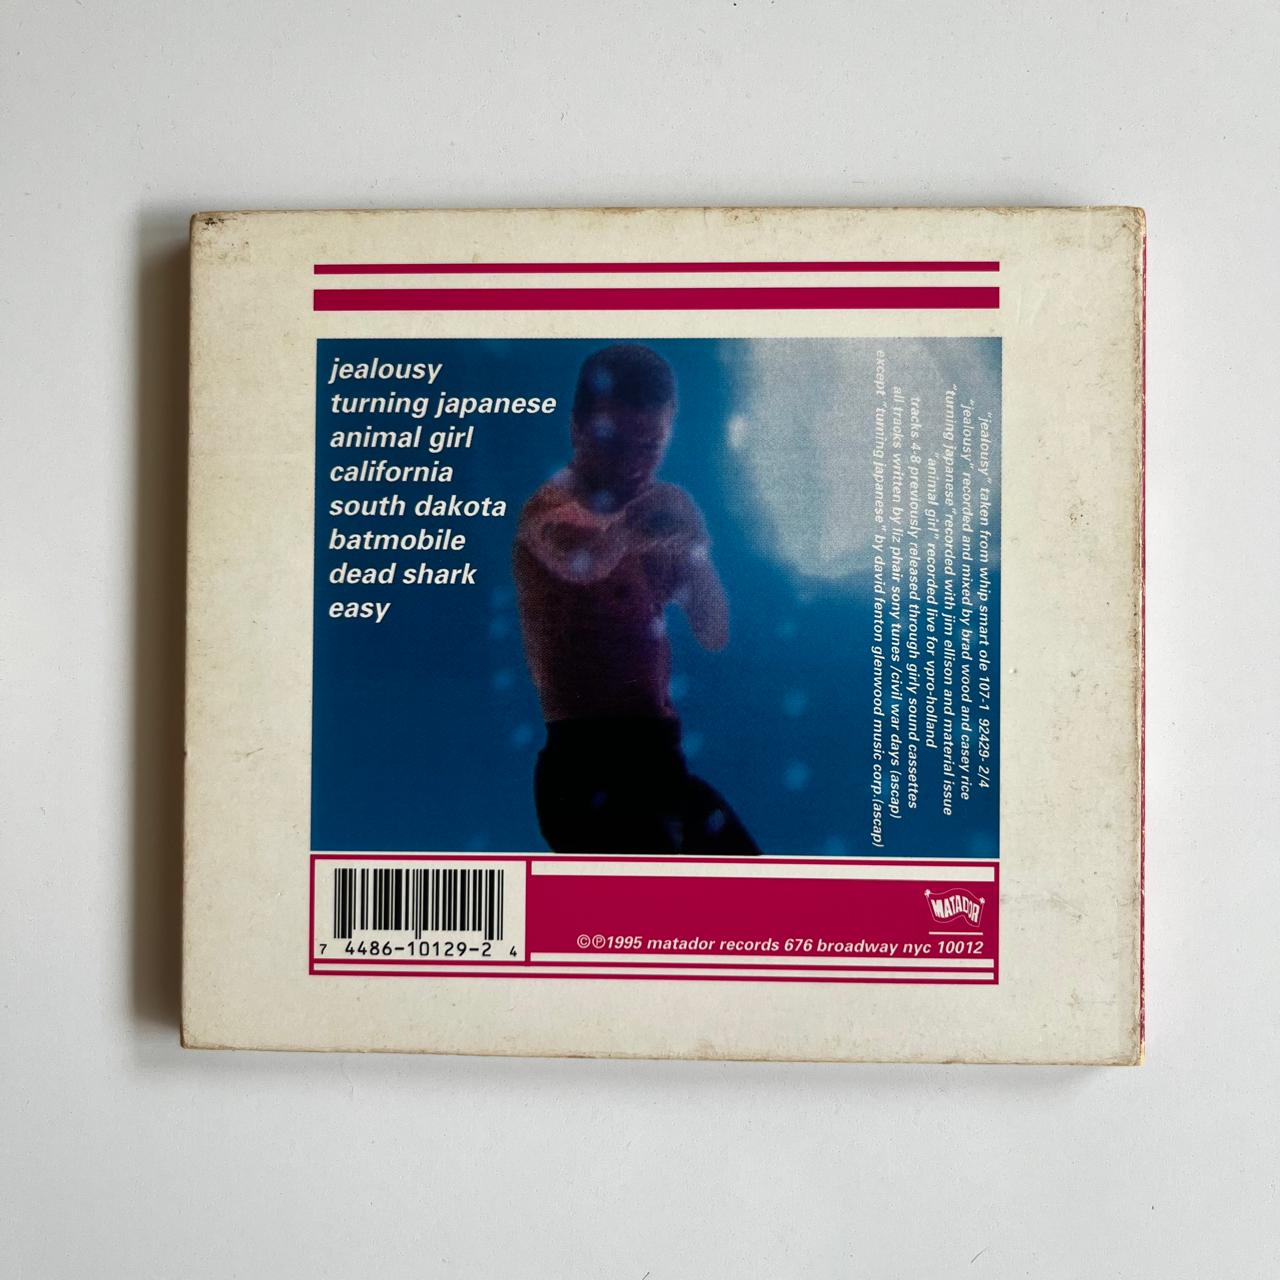 jealousy
turning japanese
animal girl
california
south dakota
batmobile
dead shark
easy
"jealousy" taken from whip smart ole 107-1 92429- 2/4
"jealousy" recorded and mixed by brad wood and casey rice
"turning japanese"recorded with jim ellison and material issue
"animal girl" recorded live for vpro-holland
tracks 4-8 previously released through girly sound cassettes
all tracks written by liz phair sony tunes /civil war days (ascap)
except "turning japanese" by david fenton glenwood music corp.(ascap)
7 4486-10129-2 4
MATADOR
©℗1995 matador records 676 broadway nyc 10012